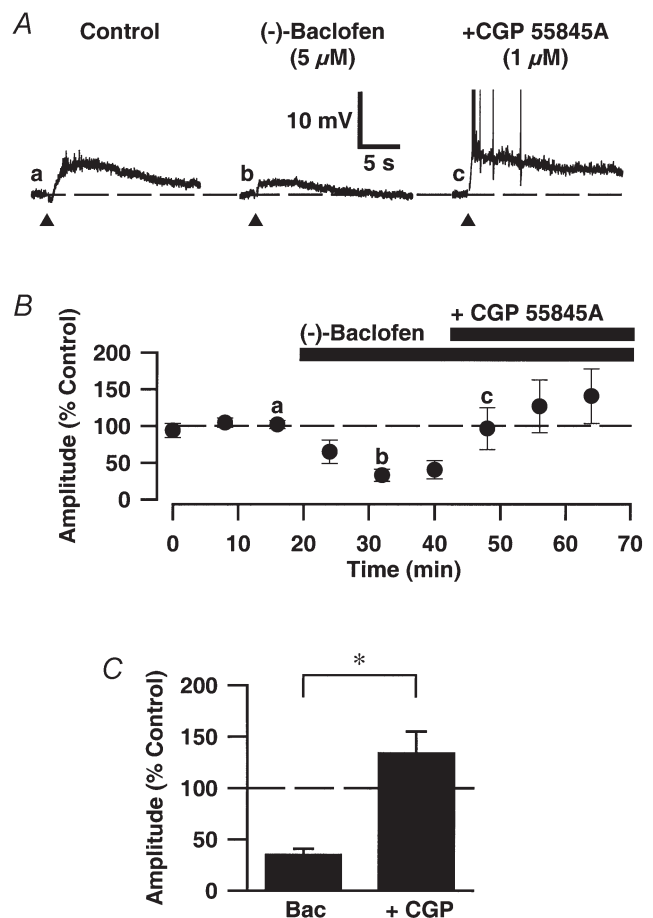 A
Control
(-)-Baclofen
(5 µM)
+CGP 55845A
(1 µM)
10 mV
5 s
a
b
c
B
+ CGP 55845A
(-)-Baclofen
Amplitude (% Control)
200
150
100
50
0
a
b
c
0 10 20 30 40 50 60 70
Time (min)
C
*
Amplitude (% Control)
200
150
100
50
0
Bac + CGP